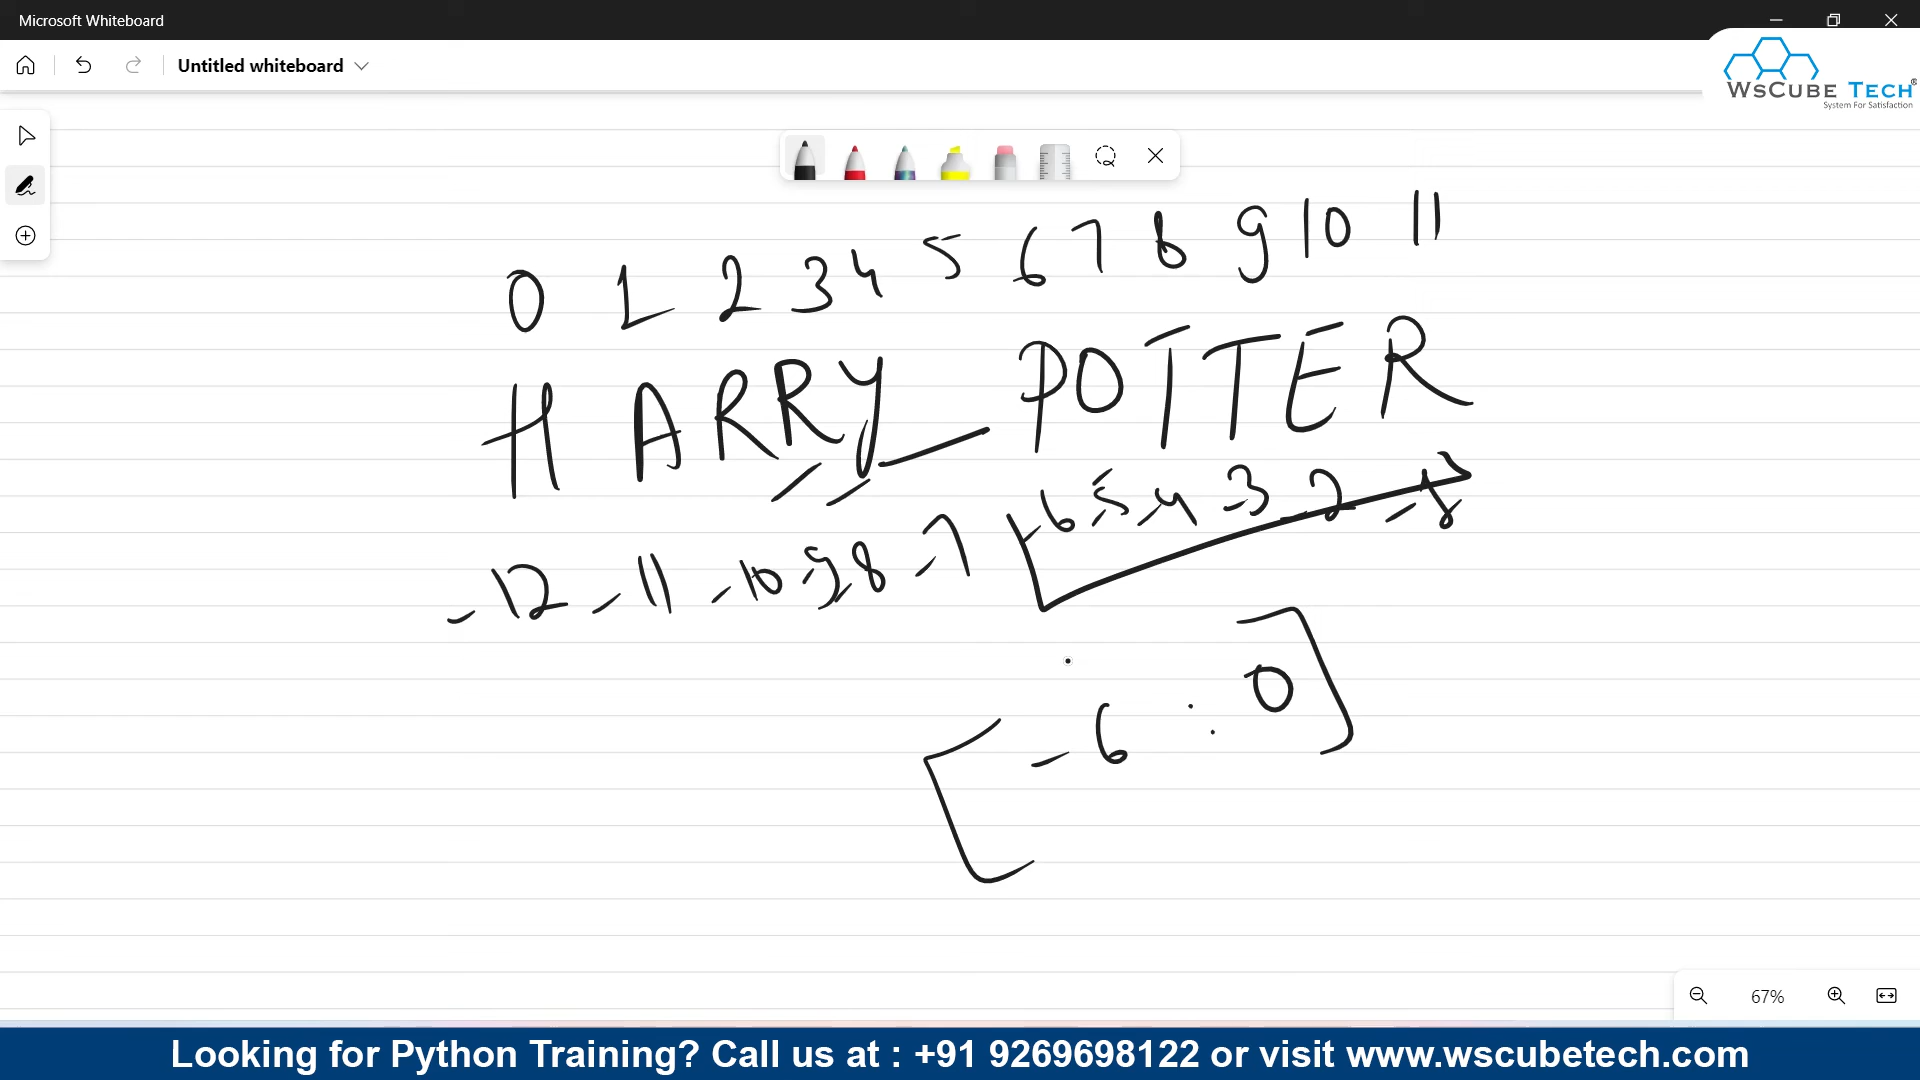 Microsoft Whiteboard
Untitled whiteboard
WSCUBE TECH®
System For Satisfaction
0 1 2 3 4 5 6 7 8 9 10 11
HARRY_POTTER
-12 -11 -10 -9 -8 -7 -6 -5 -4 -3 -2 -1
[-6 : 0]
67%
Looking for Python Training? Call us at : +91 9269698122 or visit www.wscubetech.com